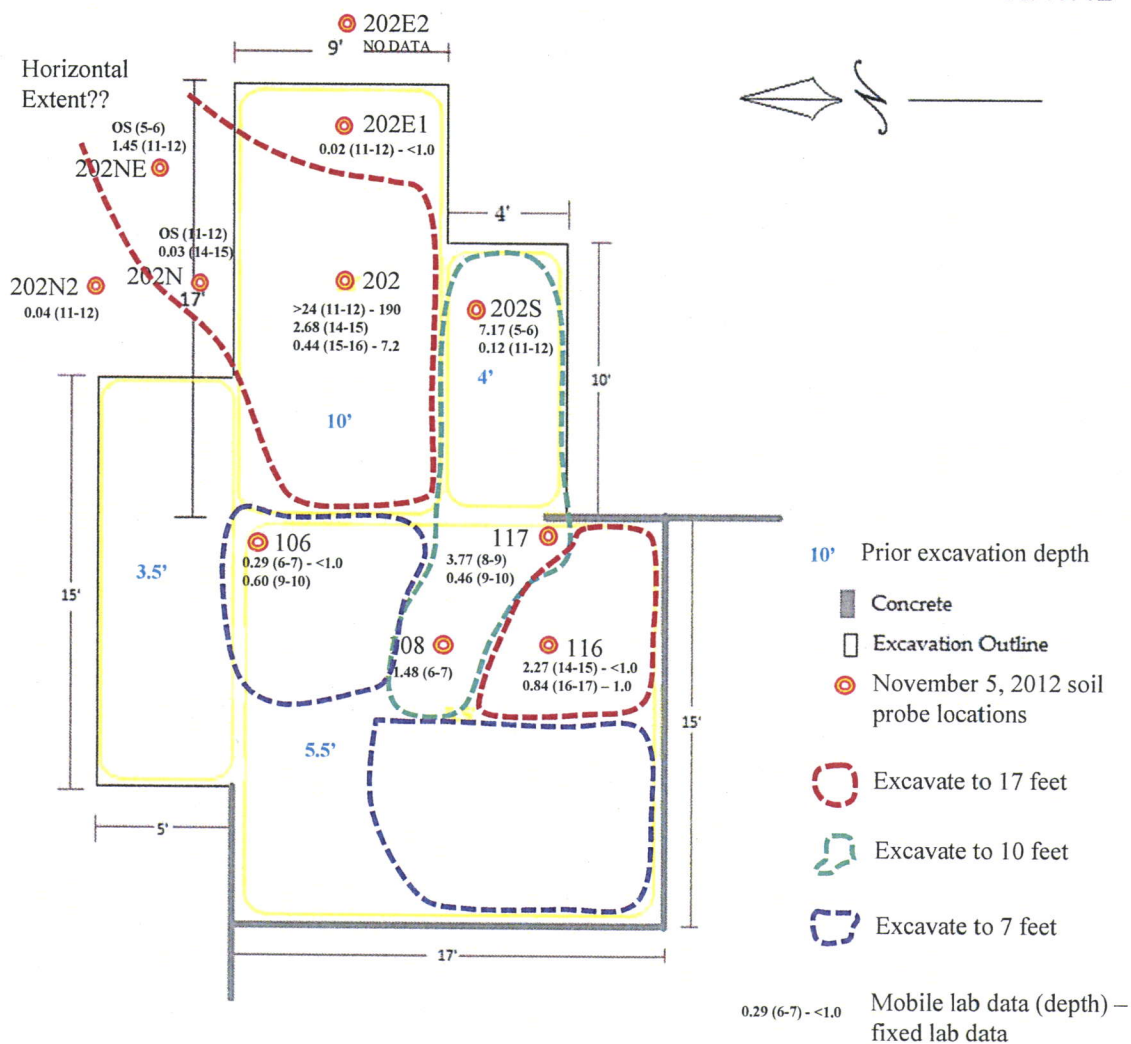 202E2
NO DATA
9'
Horizontal
Extent??
202E1
0.02 (11-12) - <1.0
OS (5-6)
1.45 (11-12)
202NE
4'
OS (11-12)
0.03 (14-15)
202N2
0.04 (11-12)
202N
17'
202
>24 (11-12) - 190
2.68 (14-15)
0.44 (15-16) - 7.2
202S
7.17 (5-6)
0.12 (11-12)
4'
10'
10'
N
3.5'
15'
106
0.29 (6-7) - <1.0
0.60 (9-10)
117
3.77 (8-9)
0.46 (9-10)
108
1.48 (6-7)
116
2.27 (14-15) - <1.0
0.84 (16-17) – 1.0
5.5'
15'
5'
17'
10' Prior excavation depth
Concrete
Excavation Outline
November 5, 2012 soil
probe locations
Excavate to 17 feet
Excavate to 10 feet
Excavate to 7 feet
0.29 (6-7) - <1.0 Mobile lab data (depth) –
fixed lab data